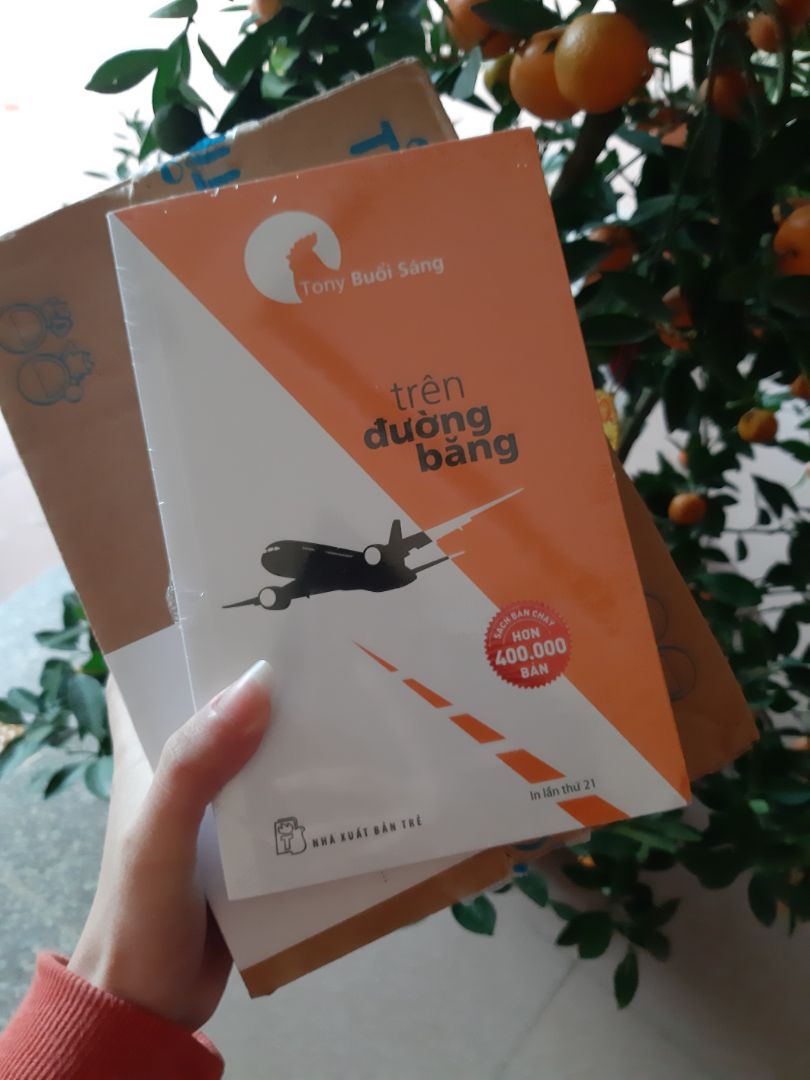 Tony Buổi Sáng
trên
đường
băng
SÁCH BÁN CHẠY
HƠN
400.000
BẢN
In lần thứ 21
NHÀ XUẤT BẢN TRẺ